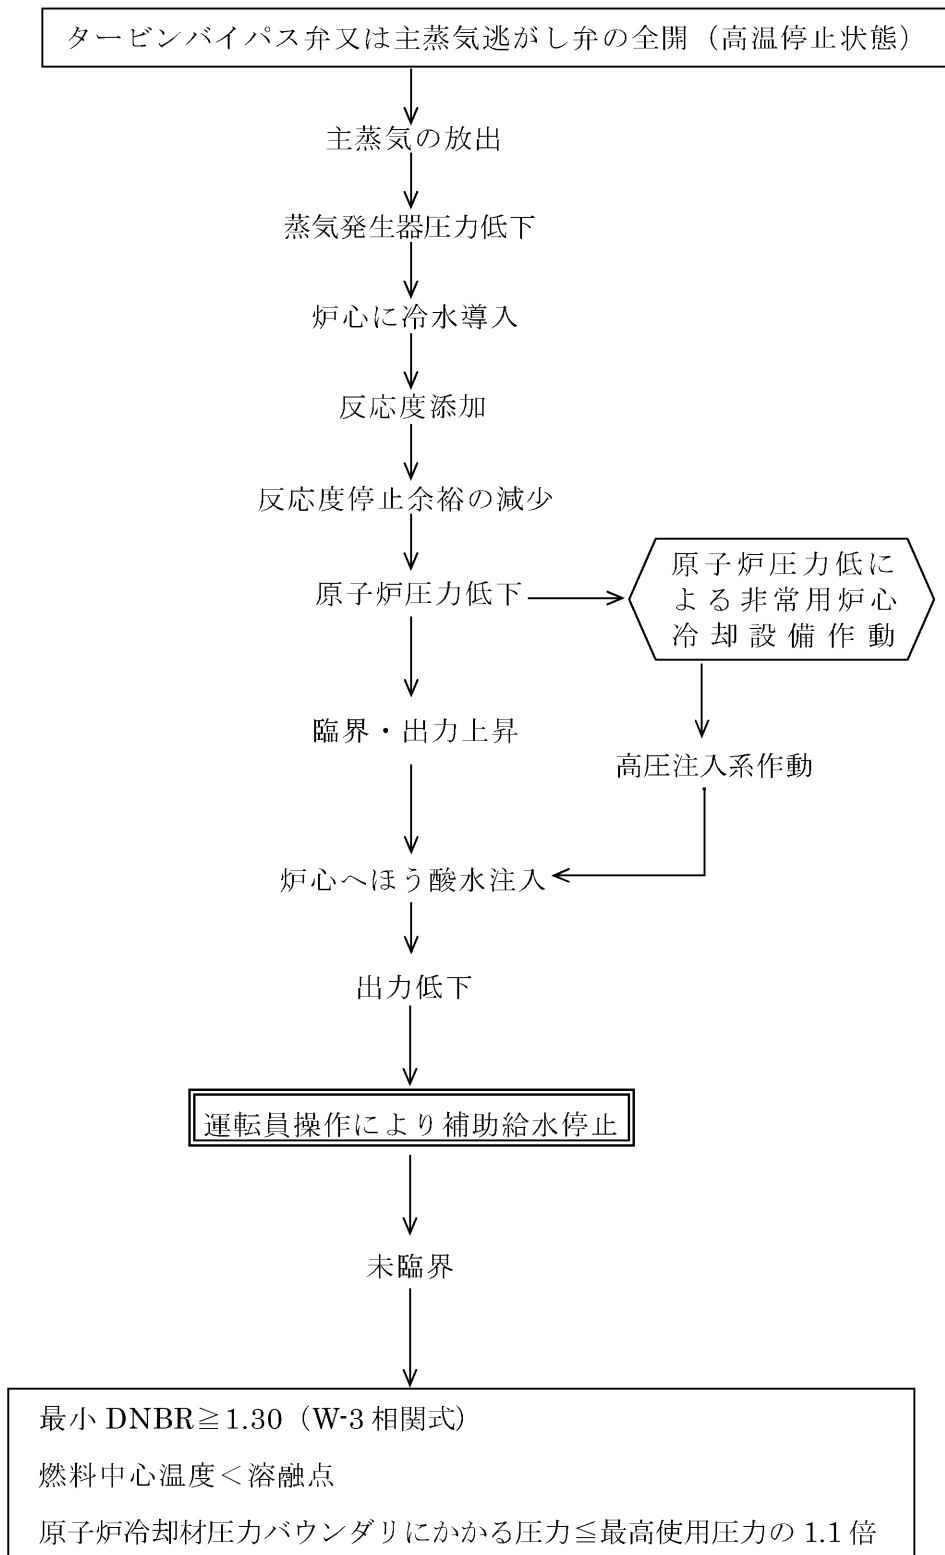 タービンバイパス弁又は主蒸気逃がし弁の全開（高温停止状態）
主蒸気の放出
蒸気発生器圧力低下
炉心に冷水導入
反応度添加
反応度停止余裕の減少
原子炉圧力低下
原子炉圧力低に
よる非常用炉心
冷却設備作動
臨界・出力上昇
高圧注入系作動
炉心へほう酸水注入
出力低下
運転員操作により補助給水停止
未臨界
最小 DNBR≧1.30（W-3 相関式）
燃料中心温度＜溶融点
原子炉冷却材圧力バウンダリにかかる圧力≦最高使用圧力の 1.1 倍